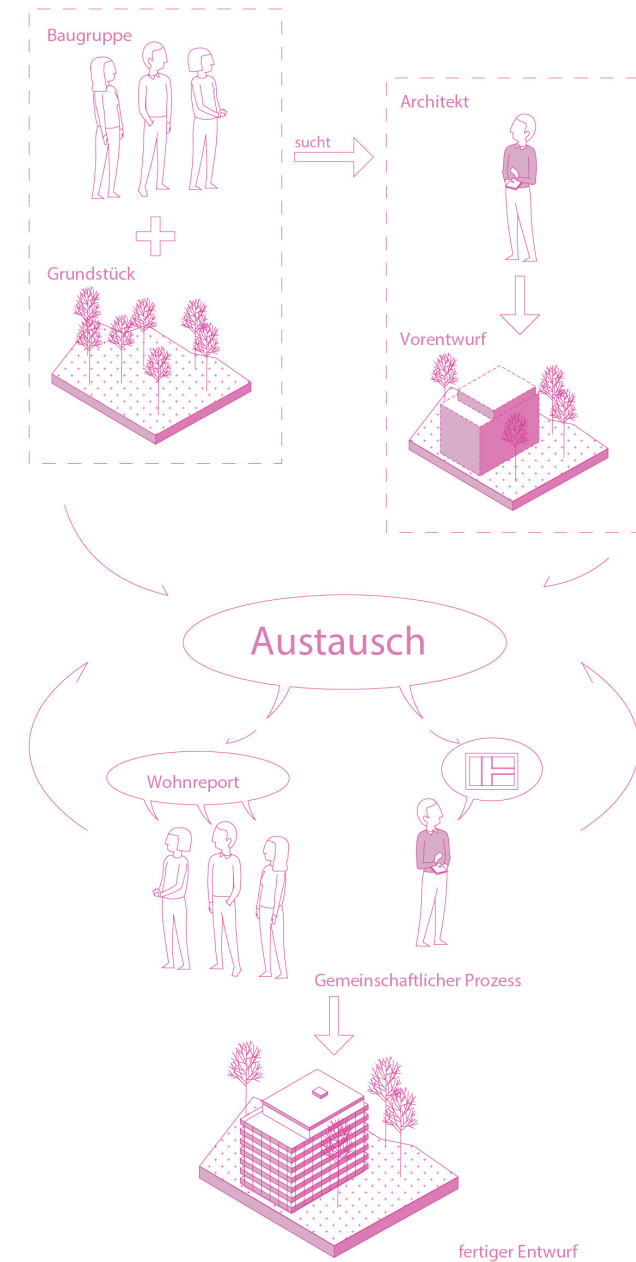 Baugruppe
Architekt
sucht
Grundstück
Vorentwurf
Austausch
Wohnreport
Gemeinschaftlicher Prozess
fertiger Entwurf